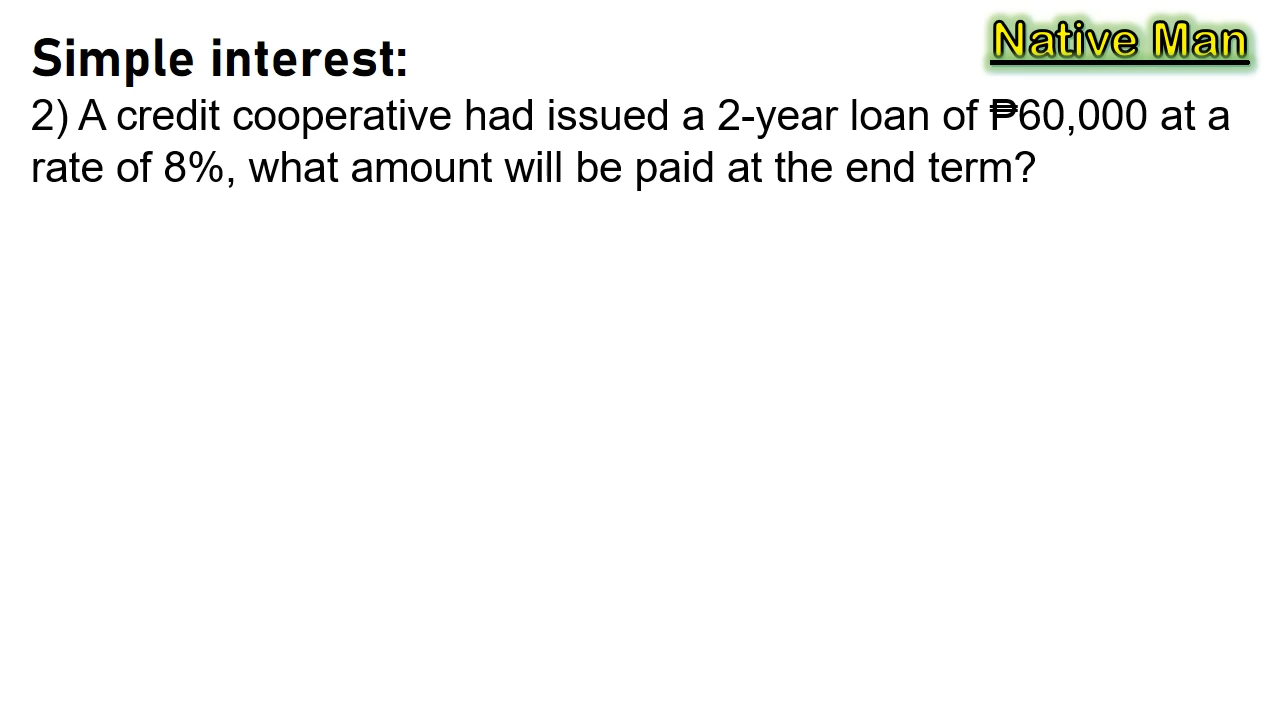 Native Man
Simple interest:
2) A credit cooperative had issued a 2-year loan of ₱60,000 at a
rate of 8%, what amount will be paid at the end term?